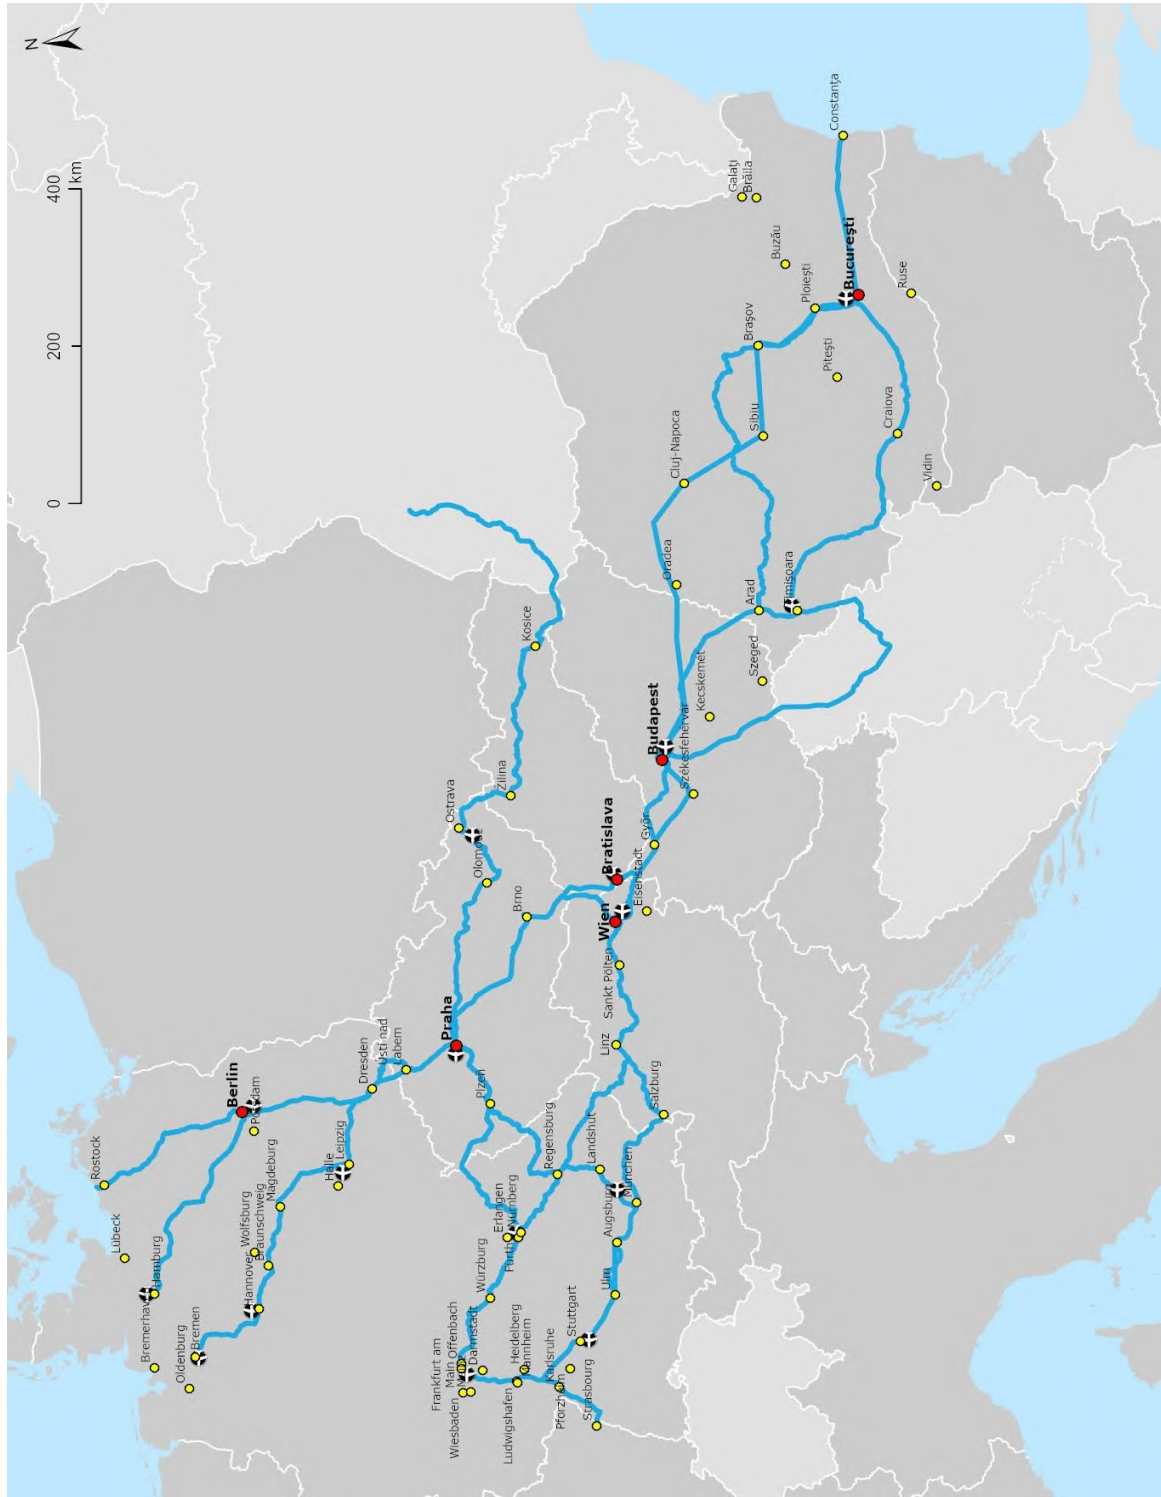 N
0
200
400
km
Rostock
Lübeck
Hamburg
Bremerhav
Oldenburg
Bremen
Hannover
Wolfsburg
Braunschweig
Magdeburg
Berlin
Halle
Leipzig
Dresden
Ústí nad
Labem
Praha
Plzen
Ostrava
Olomouc
Zilina
Kosice
Brno
Frankfurt am
Main
Offenbach
Darmstadt
Wiesbaden
Würzburg
Erlangen
Nürnberg
Fürth
Regensburg
Heidelberg
Mannheim
Ludwigshafen
Karlsruhe
Pforzheim
Stuttgart
Strasbourg
Ulm
Augsburg
München
Landshut
Salzburg
Linz
Sankt Pölten
Wien
Bratislava
Eisenstadt
Győr
Budapest
Székesfehérvár
Kecskemét
Szeged
Oradea
Cluj-Napoca
Arad
Timișoara
Sibiu
Brașov
Ploiești
Pitești
Buzău
Galați
Brăila
București
Constanța
Craiova
Vidin
Ruse